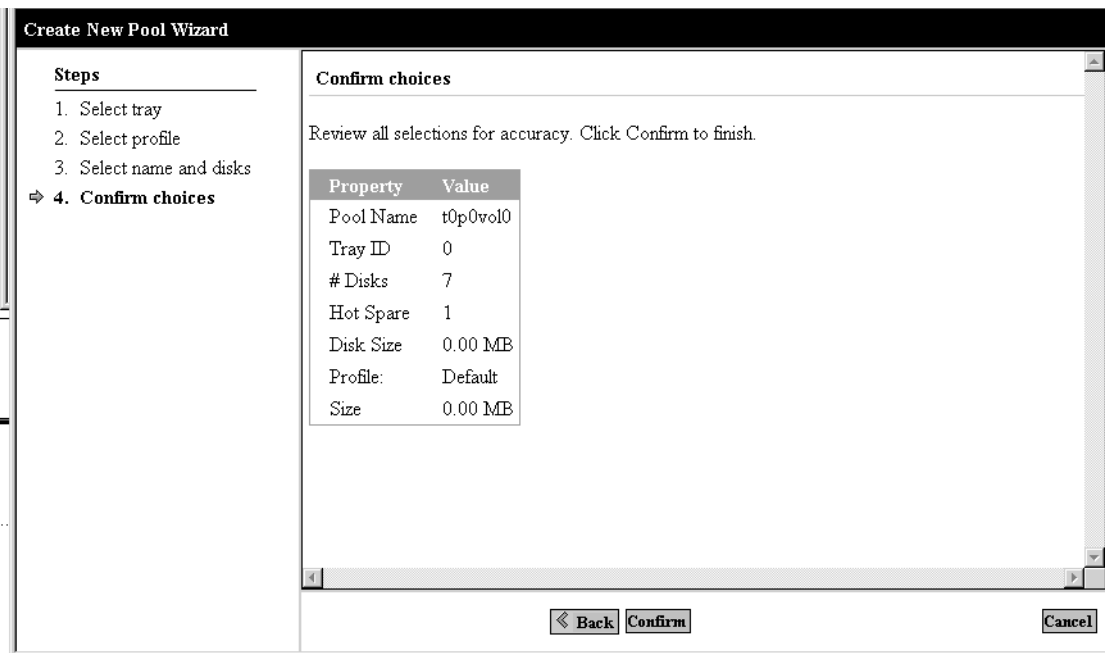 Create New Pool Wizard
Steps
1. Select tray
2. Select profile
3. Select name and disks
4. Confirm choices
Confirm choices
Review all selections for accuracy. Click Confirm to finish.
Property Value
Pool Name t0p0vol0
Tray ID 0
# Disks 7
Hot Spare 1
Disk Size 0.00 MB
Profile: Default
Size 0.00 MB
Back Confirm Cancel